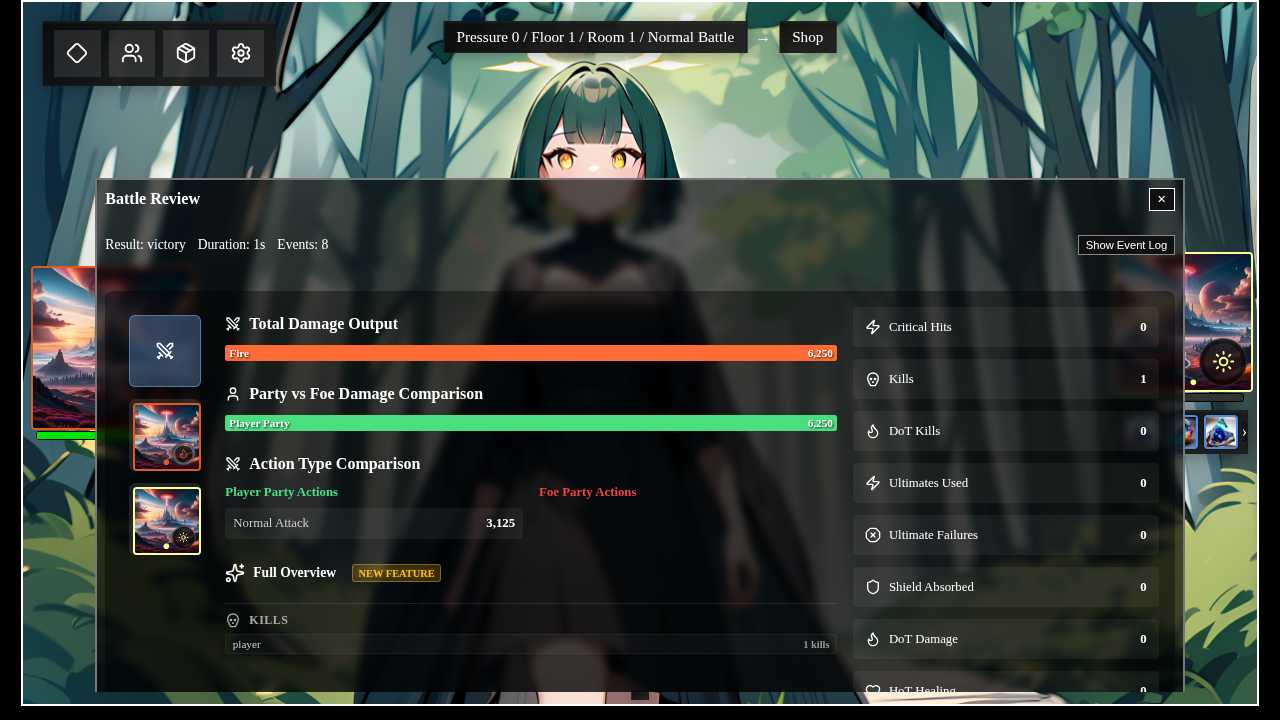 Pressure 0 / Floor 1 / Room 1 / Normal Battle → Shop
Battle Review
✕
Result: victory Duration: 1s Events: 8
Show Event Log
Total Damage Output
Fire 6,250
Party vs Foe Damage Comparison
Player Party 6,250
Action Type Comparison
Player Party Actions
Foe Party Actions
Normal Attack 3,125
Full Overview NEW FEATURE
KILLS
player 1 kills
Critical Hits 0
Kills 1
DoT Kills 0
Ultimates Used 0
Ultimate Failures 0
Shield Absorbed 0
DoT Damage 0
HoT Healing 0
›